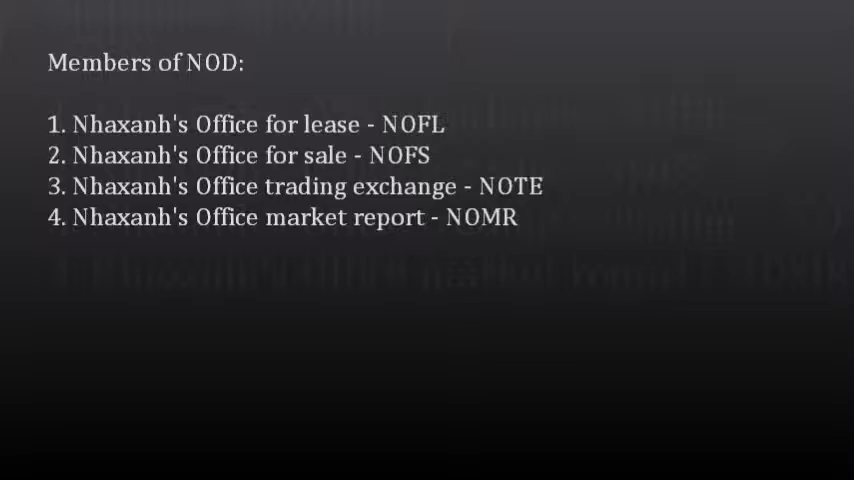 Members of NOD:
1. Nhaxanh's Office for lease - NOFL
2. Nhaxanh's Office for sale - NOFS
3. Nhaxanh's Office trading exchange - NOTE
4. Nhaxanh's Office market report - NOMR